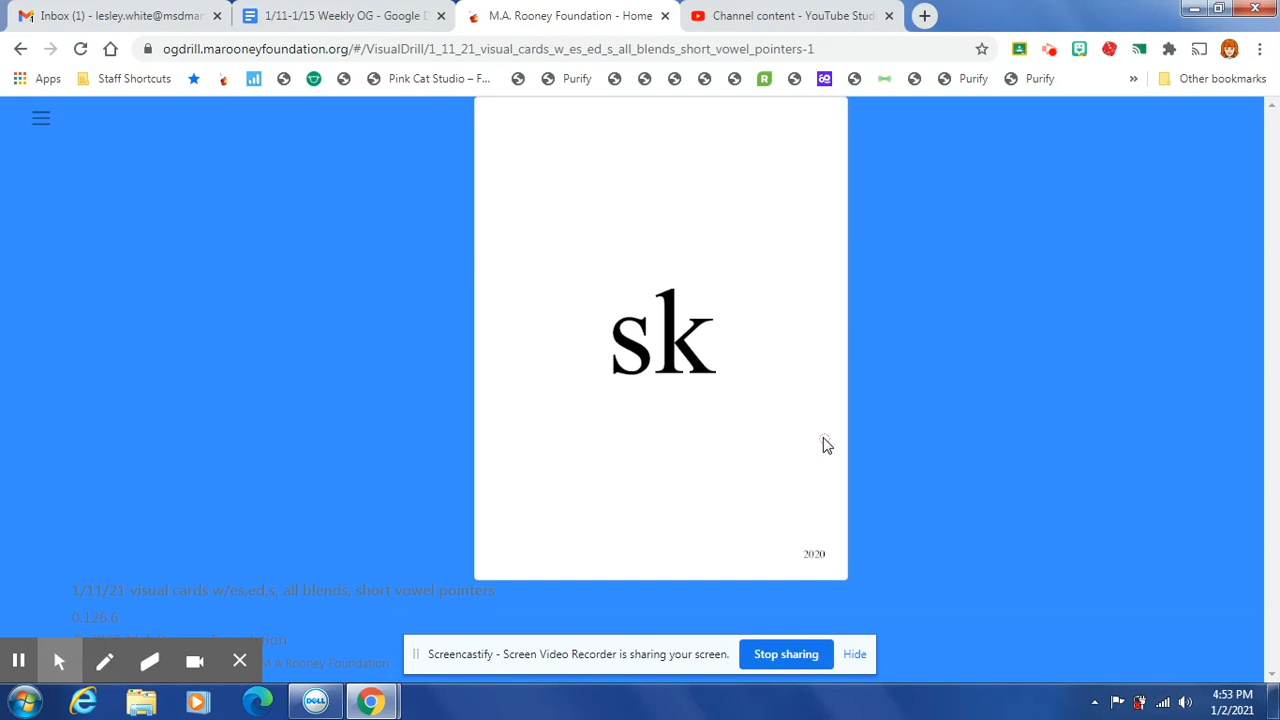 Inbox (1) - lesley.white@msdmar
1/11-1/15 Weekly OG - Google D
M.A. Rooney Foundation - Home
Channel content - YouTube Studi
ogdrill.marooneyfoundation.org/#/VisualDrill/1_11_21_visual_cards_w_es_ed_s_all_blends_short_vowel_pointers-1
Apps
Staff Shortcuts
Pink Cat Studio – F...
Purify
Purify
Purify
»
Other bookmarks
sk
2020
1/11/21 visual cards w/es,ed,s, all blends, short vowel pointers
0.126.6
M A Rooney Foundation
Screencastify - Screen Video Recorder is sharing your screen.
Stop sharing
Hide
DELL
4:53 PM
1/2/2021